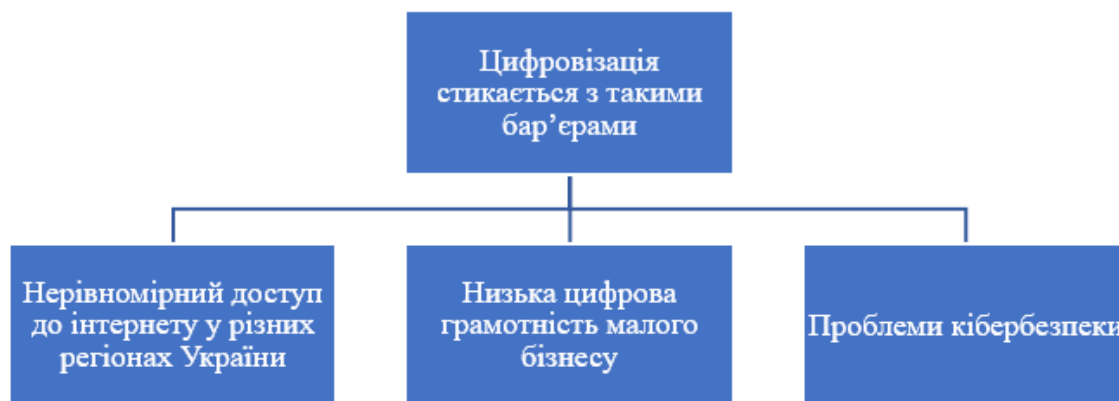 Цифровізація
стикається з такими
бар’єрами
Нерівномірний доступ
до інтернету у різних
регіонах України
Низька цифрова
грамотність малого
бізнесу
Проблеми кібербезпеки